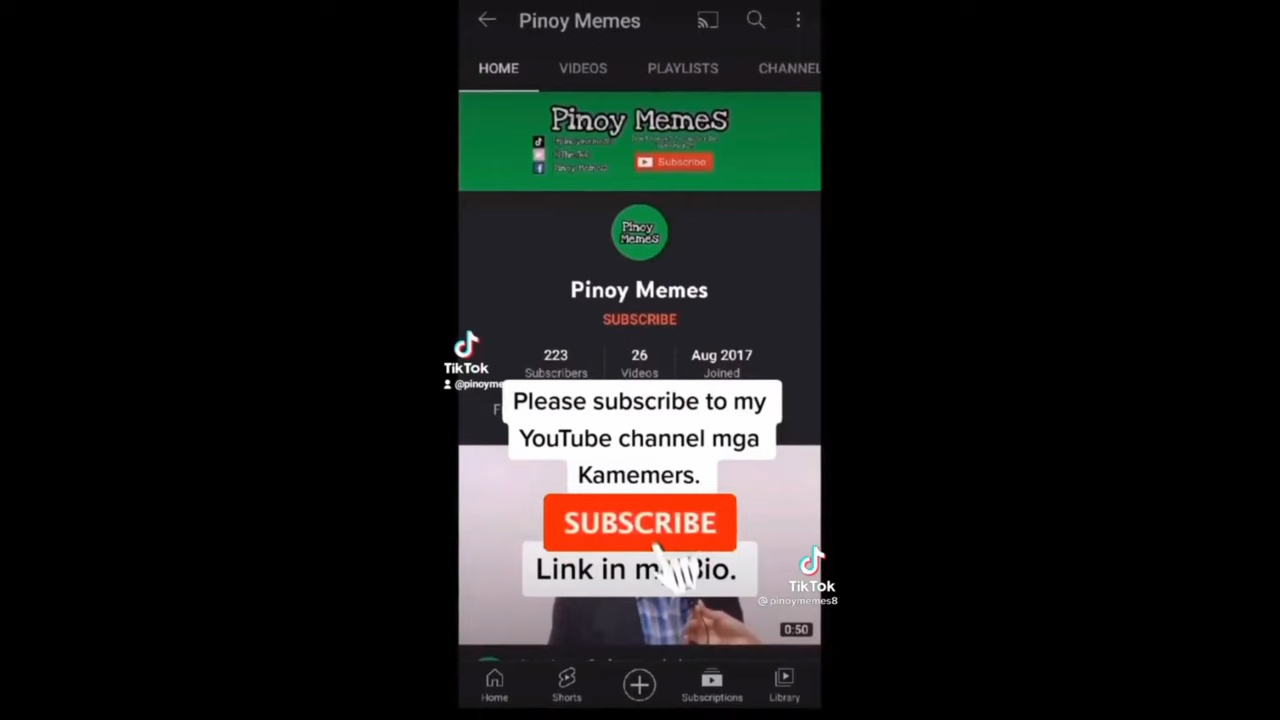 Pinoy Memes
HOME VIDEOS PLAYLISTS CHANNEL
Pinoy Memes
Subscribe
Pinoy Memes
Pinoy Memes
SUBSCRIBE
223 26 Aug 2017
Subscribers Videos Joined
TikTok
@pinoyme
Please subscribe to my
YouTube channel mga
Kamemers.
SUBSCRIBE
Link in Bio.
TikTok
@pinoymemes8
0:50
Home Shorts Subscriptions Library